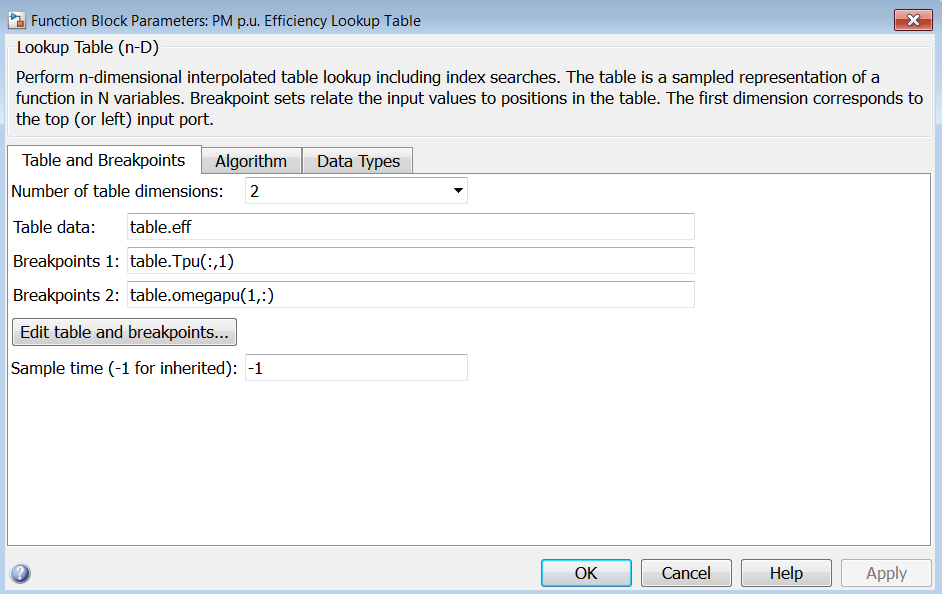 Function Block Parameters: PM p.u. Efficiency Lookup Table
Lookup Table (n-D)
Perform n-dimensional interpolated table lookup including index searches. The table is a sampled representation of a
function in N variables. Breakpoint sets relate the input values to positions in the table. The first dimension corresponds to
the top (or left) input port.
Table and Breakpoints Algorithm Data Types
Number of table dimensions: 2
Table data: table.eff
Breakpoints 1: table.Tpu(:,1)
Breakpoints 2: table.omegapu(1,:)
Edit table and breakpoints...
Sample time (-1 for inherited): -1
? OK Cancel Help Apply